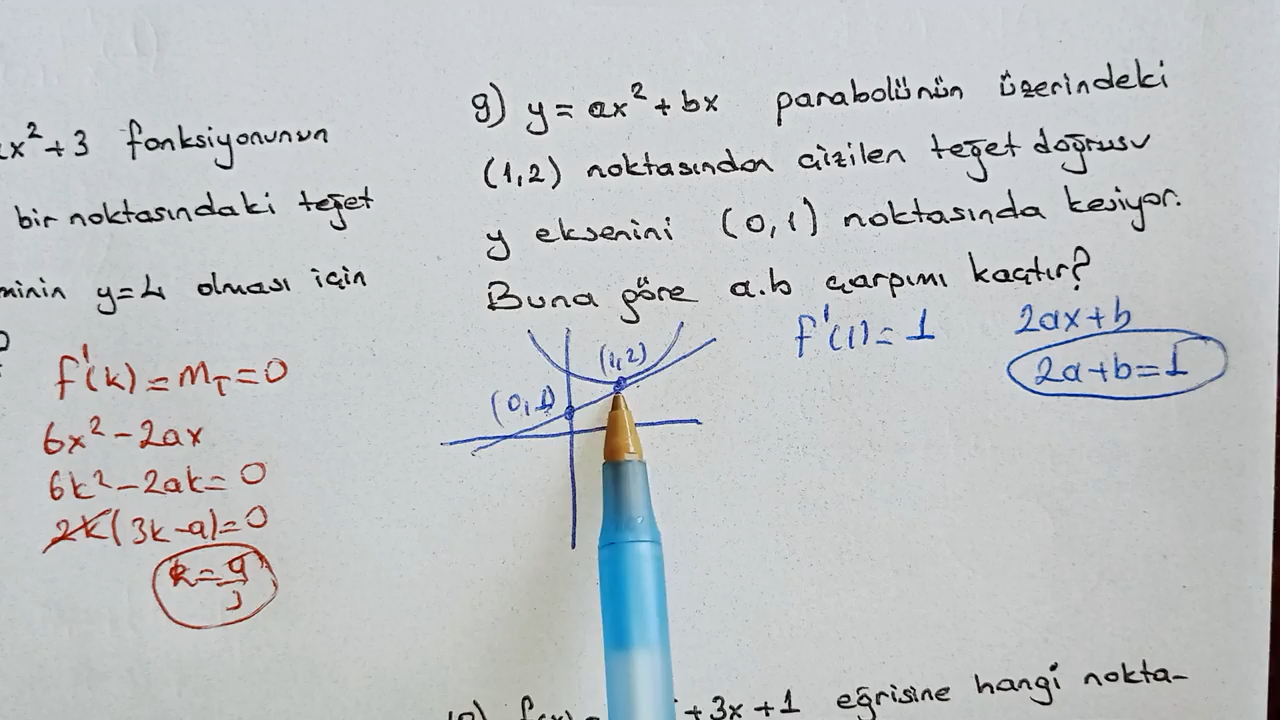 x²+3 fonksiyonunun
bir noktasındaki teğet
minin y=4 olması için
f'(k)=m_T=0
6x²-2ax
6k²-2ak=0
2k(3k-a)=0
k=a/3
9) y=ax²+bx parabolünün üzerindeki
(1,2) noktasından çizilen teğet doğrusu
y eksenini (0,1) noktasında kesiyor.
Buna göre a.b çarpımı kaçtır?
(1,2)
(0,1)
f'(1)=1
2ax+b
2a+b=1
+3x+1 eğrisine hangi nokta-